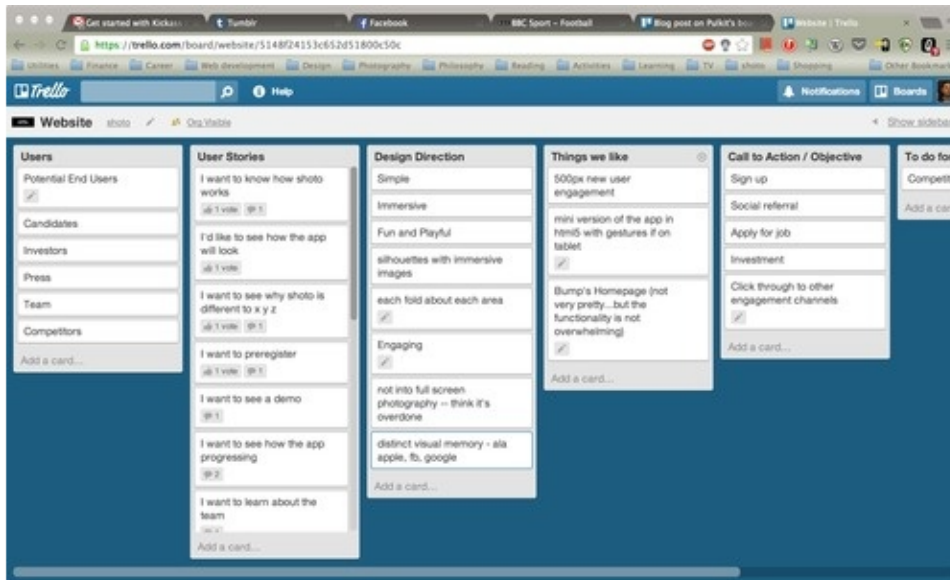 Get started with Kickass
Tumblr
Facebook
BBC Sport – Football
Blog post on Pulkit's boa
Website | Trello
https://trello.com/board/website/5148f24153c652d51800c50c
Utilities
Finance
Career
Web development
Design
Photography
Philosophy
Reading
Activities
Learning
TV
shoto
Shopping
Other Bookmark
Trello
Help
Notifications
Boards
Website
shoto
Org Visible
Show sideba
Users
Potential End Users
Candidates
Investors
Press
Team
Competitors
Add a card...
User Stories
I want to know how shoto
works
1 vote
1
I'd like to see how the app
will look
1 vote
I want to see why shoto is
different to x y z
1 vote
1
I want to preregister
1 vote
1
I want to see a demo
1
I want to see how the app
progressing
2
I want to learn about the
team
Add a card...
Design Direction
Simple
Immersive
Fun and Playful
silhouettes with immersive
images
each fold about each area
Engaging
not into full screen
photography -- think it's
overdone
distinct visual memory - ala
apple, fb, google
Add a card...
Things we like
500px new user
engagement
mini version of the app in
html5 with gestures if on
tablet
Bump's Homepage (not
very pretty...but the
functionality is not
overwhelming)
Add a card...
Call to Action / Objective
Sign up
Social referral
Apply for job
Investment
Click through to other
engagement channels
Add a card...
To do for
Competit
Add a car